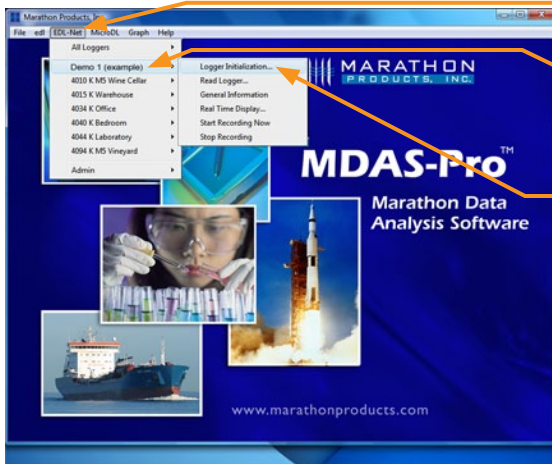 Marathon Products, Inc.
File edl EDL-Net MicroDL Graph Help
All Loggers
Demo 1 (example)
4010 K M5 Wine Cellar
4015 K Warehouse
4034 K Office
4040 K Bedroom
4044 K Laboratory
4094 K M5 Vineyard
Admin
Logger Initialization...
Read Logger...
General Information
Real Time Display...
Start Recording Now
Stop Recording
MARATHON
PRODUCTS, INC.
MDAS-Pro™
Marathon Data
Analysis Software
www.marathonproducts.com